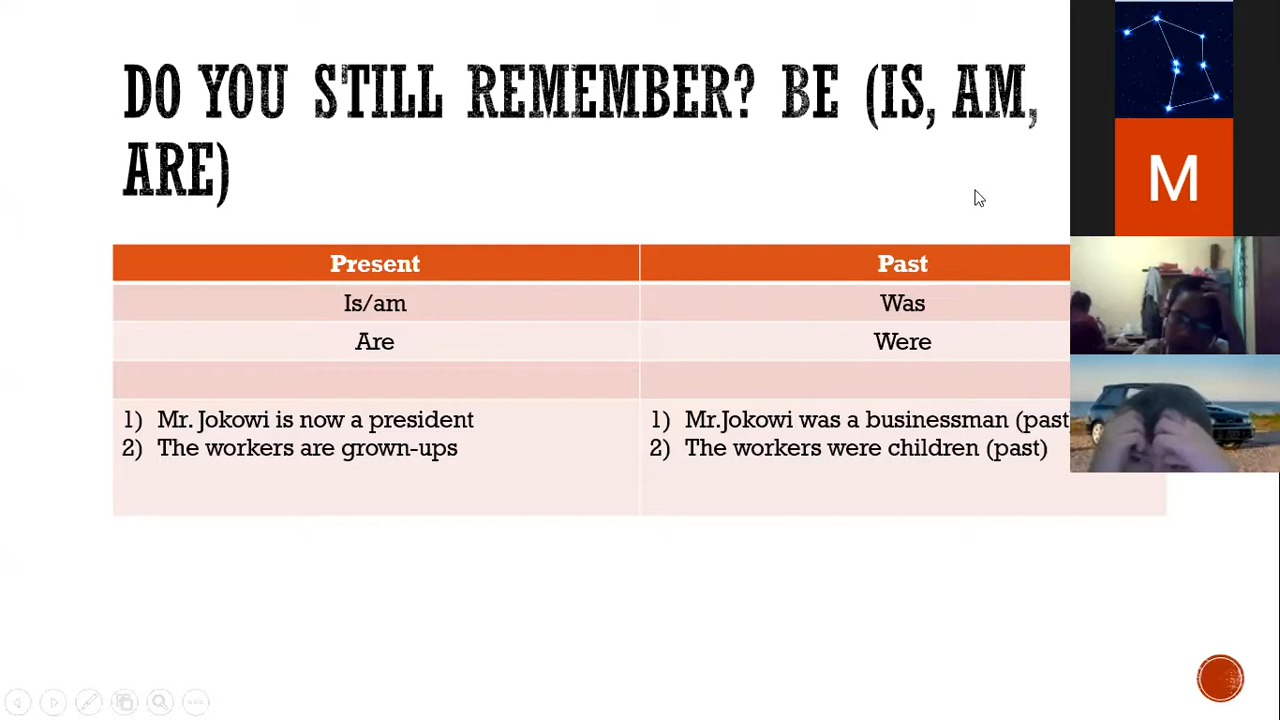 DO YOU STILL REMEMBER? BE (IS, AM,
ARE)
M
Present Past
Is/am Was
Are Were
1) Mr. Jokowi is now a president
2) The workers are grown-ups
1) Mr.Jokowi was a businessman (past
2) The workers were children (past)